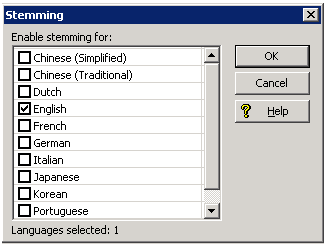 Stemming
Enable stemming for:
Chinese (Simplified)
Chinese (Traditional)
Dutch
English
French
German
Italian
Japanese
Korean
Portuguese
Languages selected: 1
OK
Cancel
Help